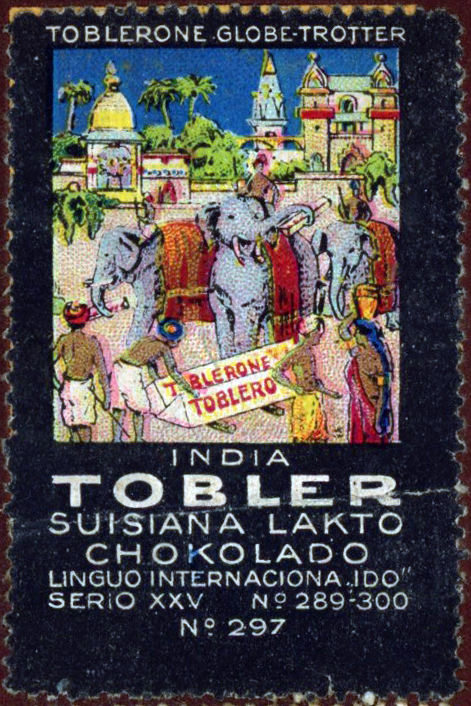 TOBLERONE GLOBE-TROTTER
TOBLERONE
TOBLERO
INDIA
TOBLER
SUISIANA LAKTO
CHOKOLADO
LINGUO INTERNACIONA „IDO”
SERIO XXV Nº 289-300
Nº 297